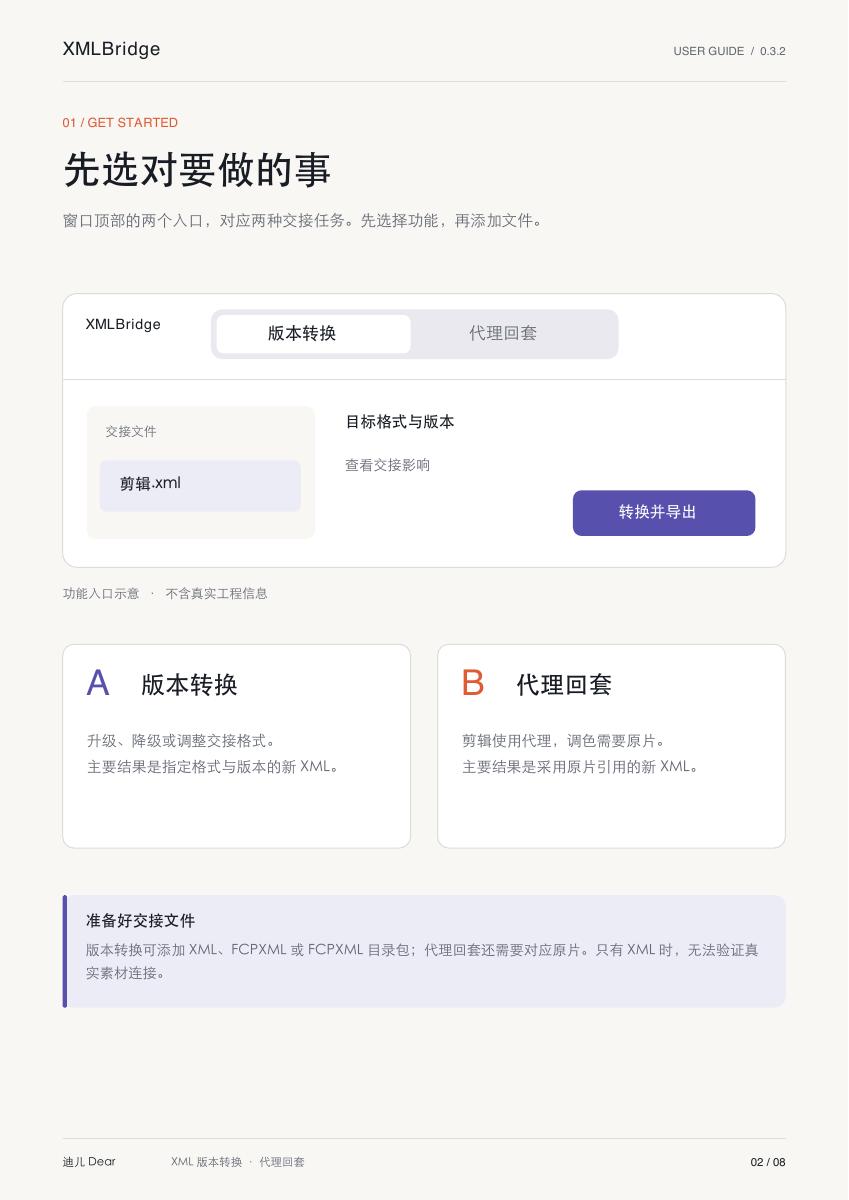 XMLBridge
USER GUIDE / 0.3.2
01 / GET STARTED
先选对要做的事
窗口顶部的两个入口，对应两种交接任务。先选择功能，再添加文件。
XMLBridge
版本转换
代理回套
交接文件
剪辑.xml
目标格式与版本
查看交接影响
转换并导出
功能入口示意 · 不含真实工程信息
A 版本转换
升级、降级或调整交接格式。
主要结果是指定格式与版本的新 XML。
B 代理回套
剪辑使用代理，调色需要原片。
主要结果是采用原片引用的新 XML。
准备好交接文件
版本转换可添加 XML、FCPXML 或 FCPXML 目录包；代理回套还需要对应原片。只有 XML 时，无法验证真
实素材连接。
迪儿 Dear
XML 版本转换 · 代理回套
02 / 08